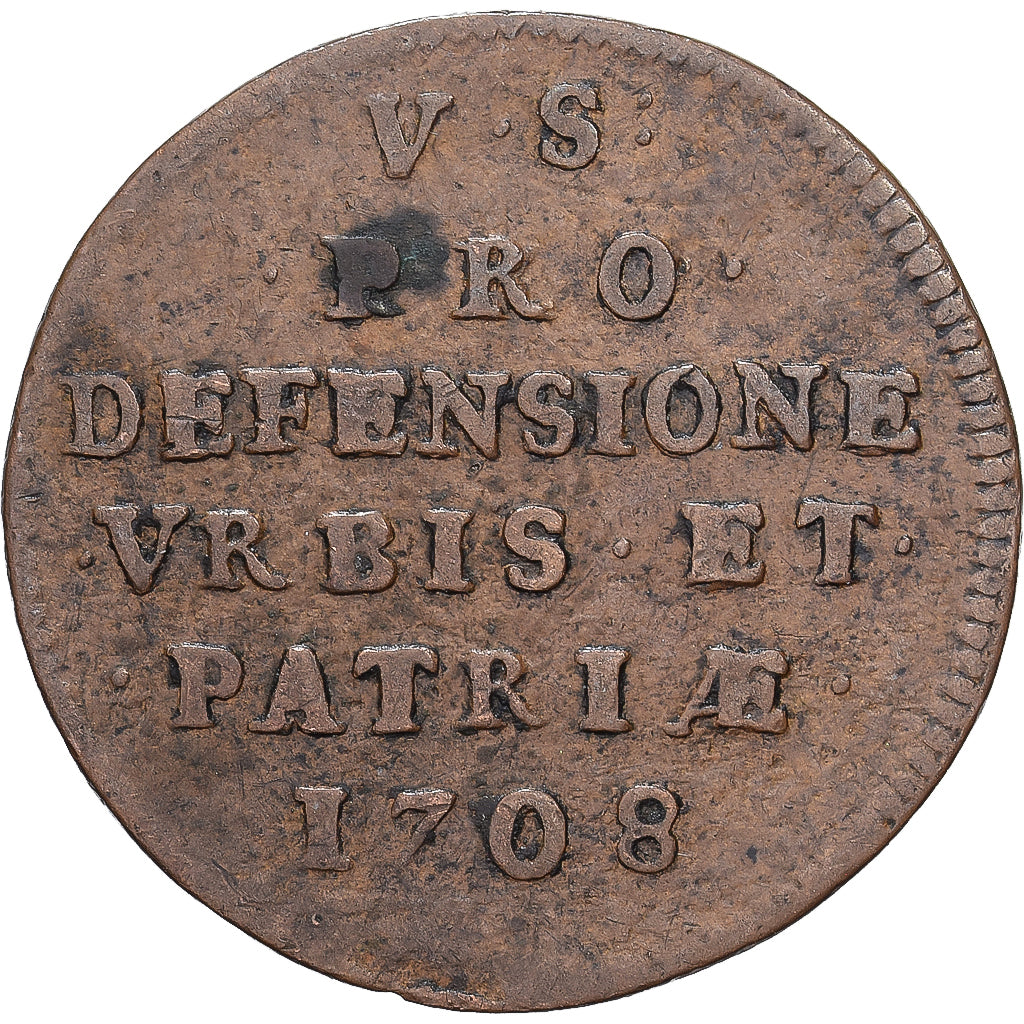 V · S :
· PRO ·
DEFENSIONE
· VRBIS · ET ·
· PATRIÆ ·
1708